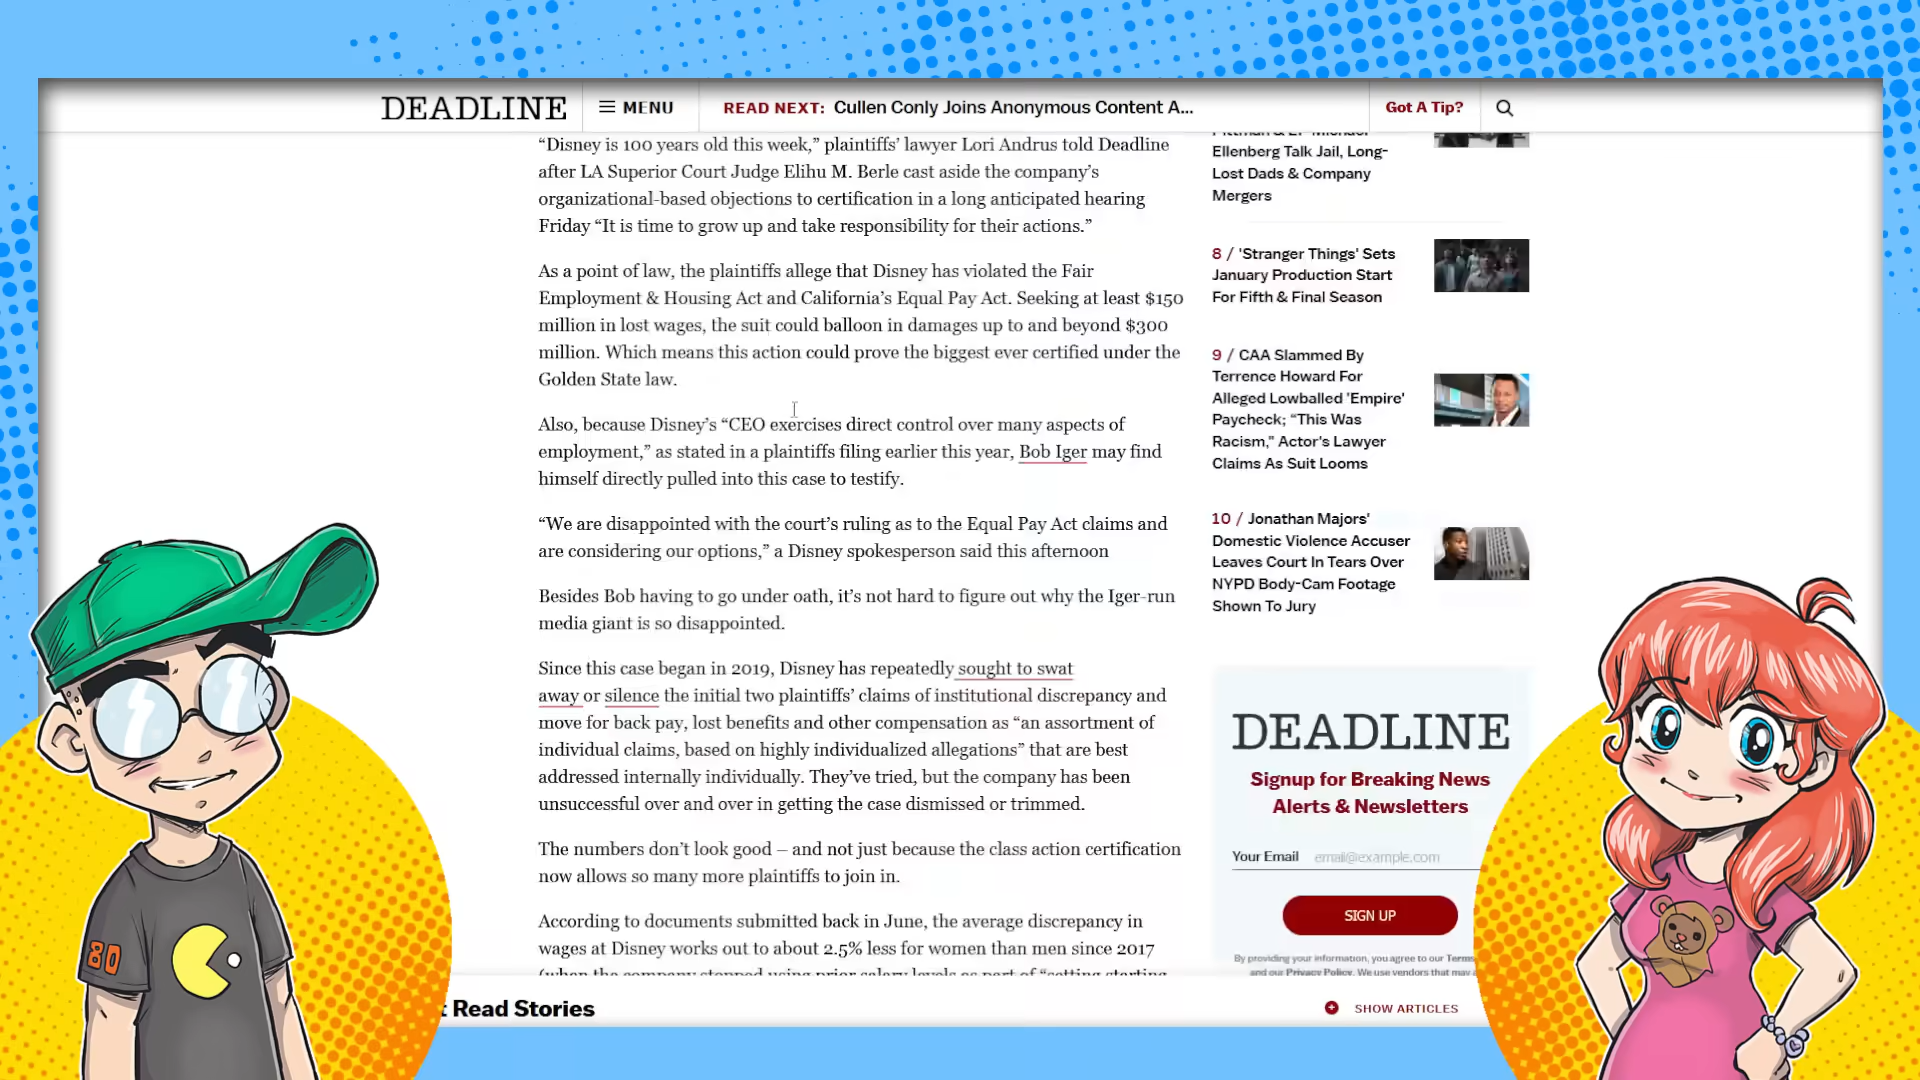 DEADLINE
MENU
READ NEXT: Cullen Conly Joins Anonymous Content A...
Got A Tip?
“Disney is 100 years old this week,” plaintiffs’ lawyer Lori Andrus told Deadline
after LA Superior Court Judge Elihu M. Berle cast aside the company’s
organizational-based objections to certification in a long anticipated hearing
Friday “It is time to grow up and take responsibility for their actions.”
As a point of law, the plaintiffs allege that Disney has violated the Fair
Employment & Housing Act and California’s Equal Pay Act. Seeking at least $150
million in lost wages, the suit could balloon in damages up to and beyond $300
million. Which means this action could prove the biggest ever certified under the
Golden State law.
Also, because Disney’s “CEO exercises direct control over many aspects of
employment,” as stated in a plaintiffs filing earlier this year, Bob Iger may find
himself directly pulled into this case to testify.
“We are disappointed with the court’s ruling as to the Equal Pay Act claims and
are considering our options,” a Disney spokesperson said this afternoon
Besides Bob having to go under oath, it’s not hard to figure out why the Iger-run
media giant is so disappointed.
Since this case began in 2019, Disney has repeatedly sought to swat
away or silence the initial two plaintiffs’ claims of institutional discrepancy and
move for back pay, lost benefits and other compensation as “an assortment of
individual claims, based on highly individualized allegations” that are best
addressed internally individually. They’ve tried, but the company has been
unsuccessful over and over in getting the case dismissed or trimmed.
The numbers don’t look good – and not just because the class action certification
now allows so many more plaintiffs to join in.
According to documents submitted back in June, the average discrepancy in
wages at Disney works out to about 2.5% less for women than men since 2017
(when the company stopped using prior salary levels as part of “setting starting
Ellenberg Talk Jail, Long-
Lost Dads & Company
Mergers
8 / 'Stranger Things' Sets
January Production Start
For Fifth & Final Season
9 / CAA Slammed By
Terrence Howard For
Alleged Lowballed 'Empire'
Paycheck; “This Was
Racism,” Actor's Lawyer
Claims As Suit Looms
10 / Jonathan Majors'
Domestic Violence Accuser
Leaves Court In Tears Over
NYPD Body-Cam Footage
Shown To Jury
DEADLINE
Signup for Breaking News
Alerts & Newsletters
Your Email email@example.com
SIGN UP
By providing your information, you agree to our Terms
and our Privacy Policy. We use vendors that may
Read Stories
SHOW ARTICLES
80